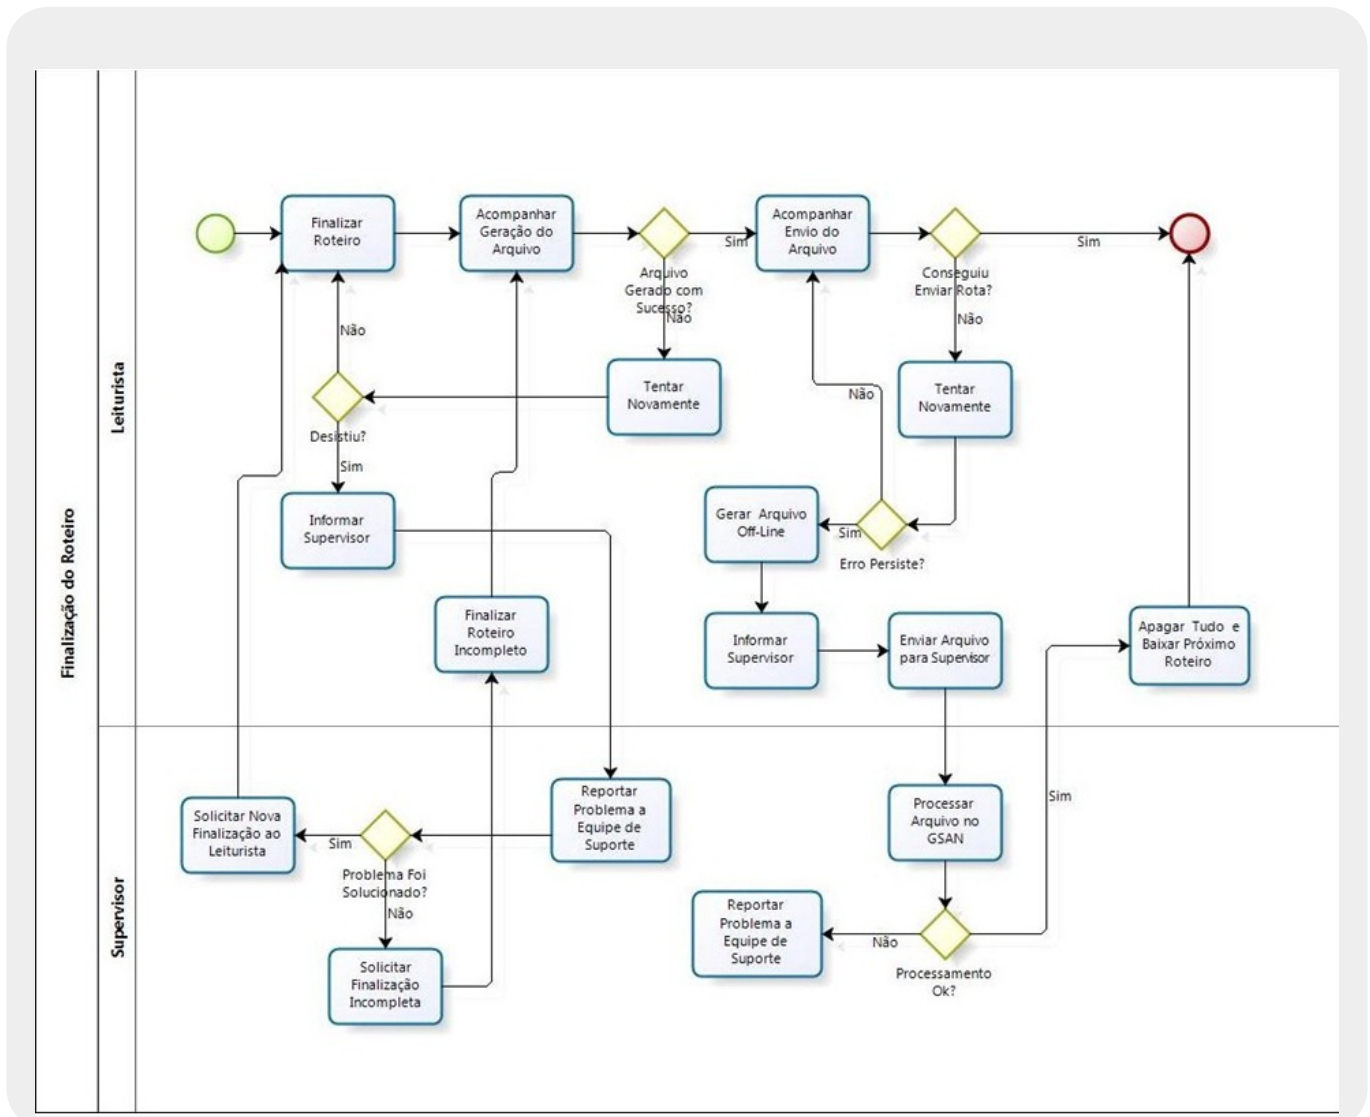 Finalização do Roteiro
Leiturista
Finalizar
Roteiro
Acompanhar
Geração do
Arquivo
Arquivo
Gerado com
Sucesso?
Sim
Não
Acompanhar
Envio do
Arquivo
Conseguiu
Enviar Rota?
Sim
Não
Tentar
Novamente
Tentar
Novamente
Não
Desistiu?
Sim
Não
Informar
Supervisor
Gerar Arquivo
Off-Line
Sim
Erro Persiste?
Finalizar
Roteiro
Incompleto
Informar
Supervisor
Enviar Arquivo
para Supervisor
Apagar Tudo e
Baixar Próximo
Roteiro
Supervisor
Solicitar Nova
Finalização ao
Leiturista
Sim
Problema Foi
Solucionado?
Não
Reportar
Problema a
Equipe de
Suporte
Processar
Arquivo no
GSAN
Sim
Solicitar
Finalização
Incompleta
Reportar
Problema a
Equipe de
Suporte
Não
Processamento
Ok?